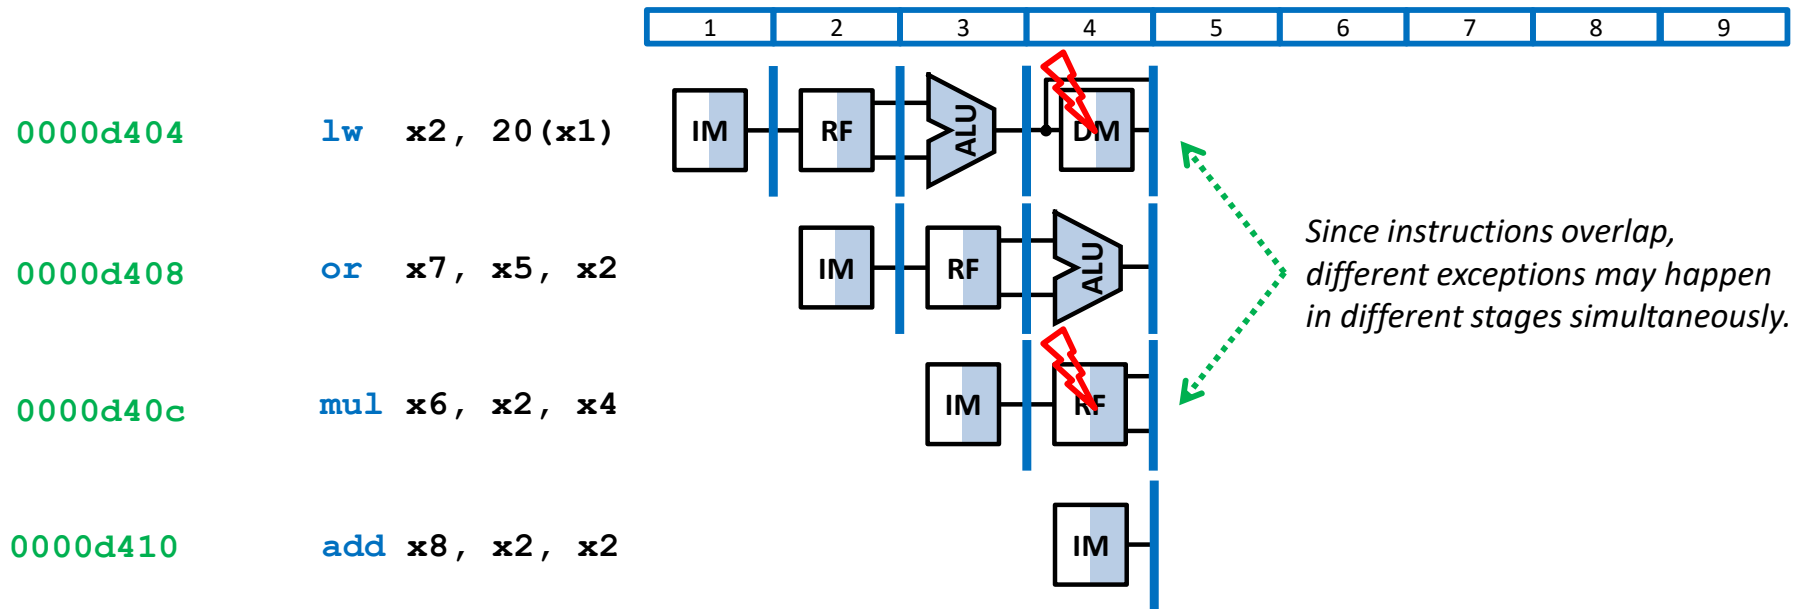 1 2 3 4 5 6 7 8 9
0000d404 lw x2, 20(x1) IM RF ALU DM
0000d408 or x7, x5, x2 IM RF ALU
Since instructions overlap,
different exceptions may happen
in different stages simultaneously.
0000d40c mul x6, x2, x4 IM RF
0000d410 add x8, x2, x2 IM